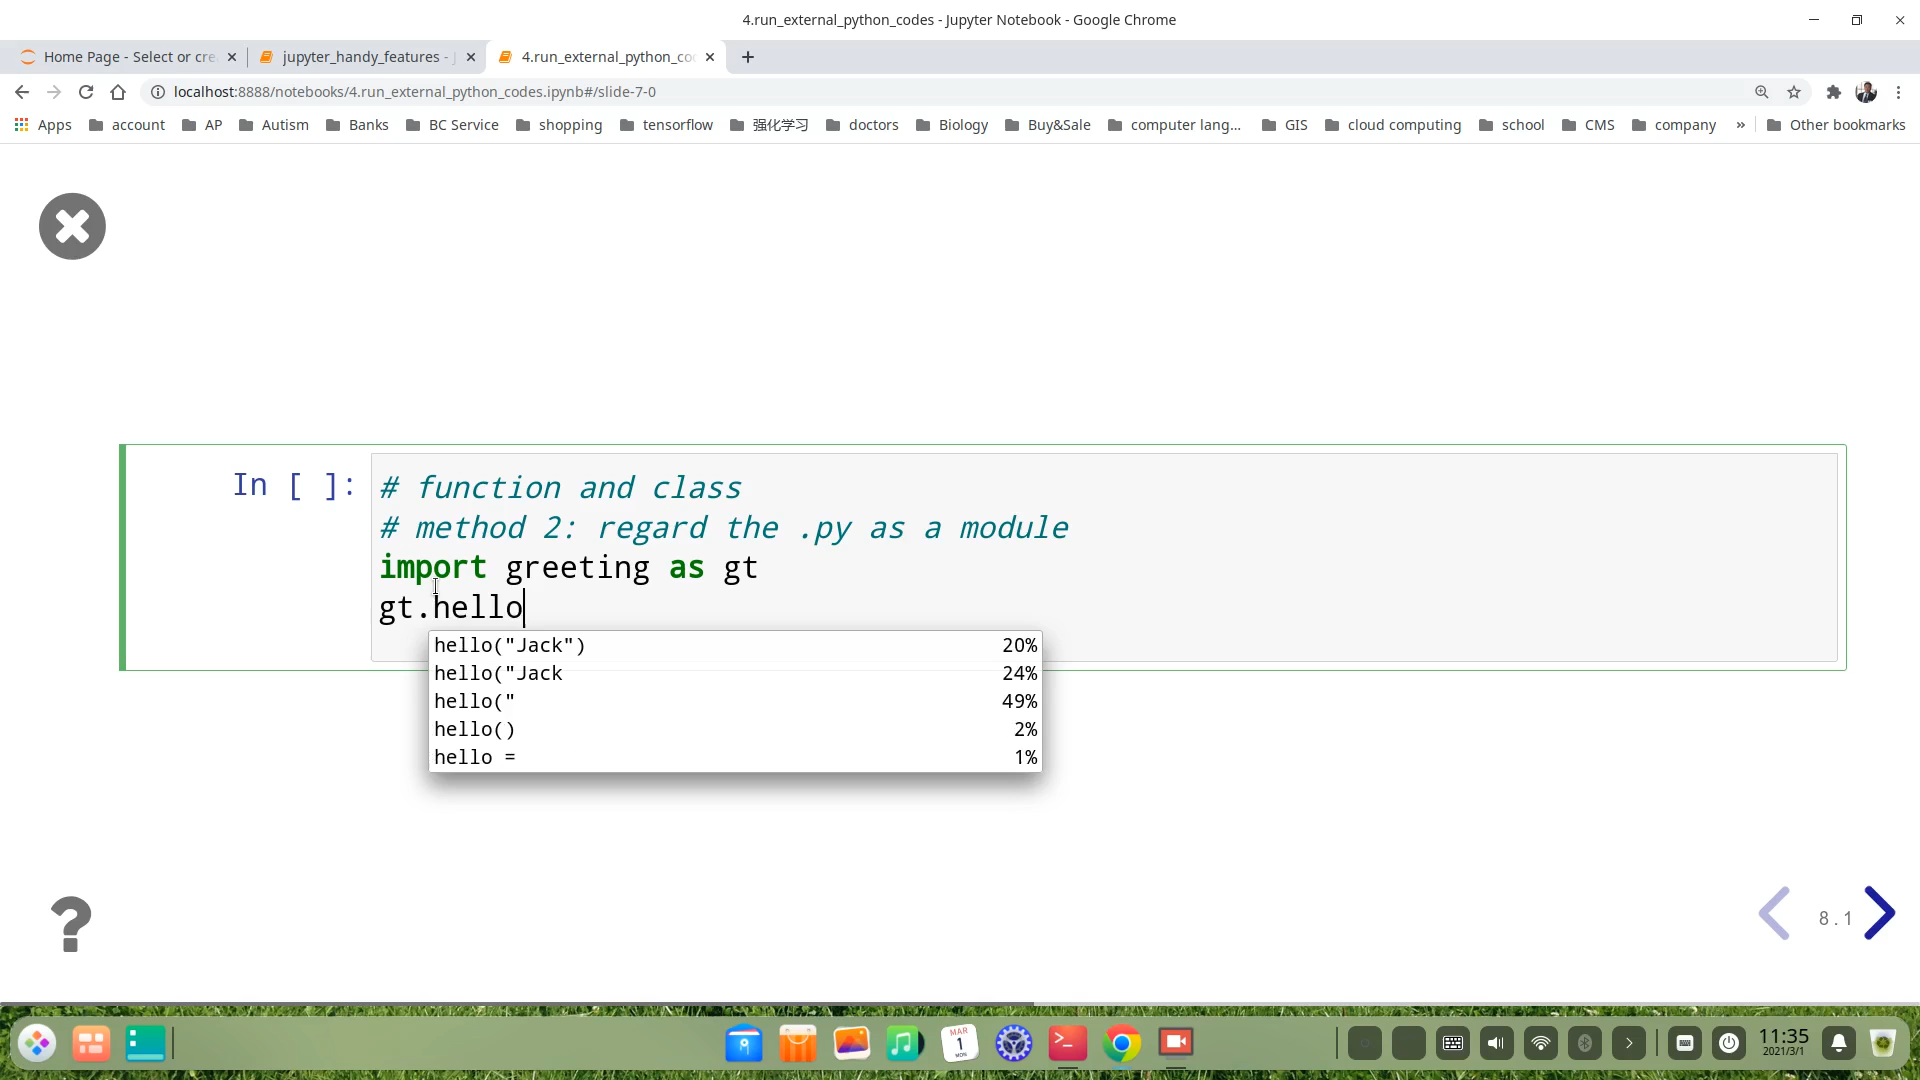 4.run_external_python_codes - Jupyter Notebook - Google Chrome
Home Page - Select or cre
jupyter_handy_features -
4.run_external_python_co
localhost:8888/notebooks/4.run_external_python_codes.ipynb#/slide-7-0
Apps account AP Autism Banks BC Service shopping tensorflow 强化学习 doctors Biology Buy&Sale computer lang... GIS cloud computing school CMS company » Other bookmarks
In [ ]:
# function and class
# method 2: regard the .py as a module
import greeting as gt
gt.hello
hello("Jack") 20%
hello("Jack 24%
hello(" 49%
hello() 2%
hello = 1%
?
8.1
MAR
1
MON
11:35
2021/3/1